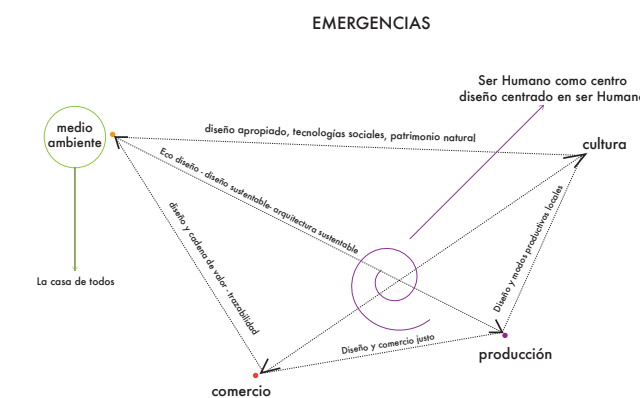 EMERGENCIAS
Ser Humano como centro
diseño centrado en ser Humano
medio
ambiente
diseño apropiado, tecnologías sociales, patrimonio natural
cultura
Eco diseño - diseño sustentable- arquitectura sustentable
diseño y cadena de valor - trazabilidad
Diseño y modos productivos locales
La casa de todos
Diseño y comercio justo
producción
comercio